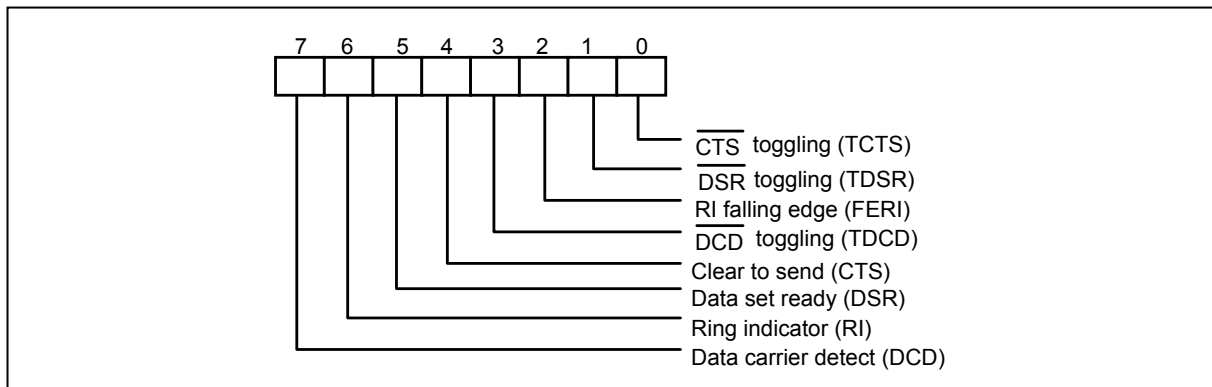 7 6 5 4 3 2 1 0
CTS toggling (TCTS)
DSR toggling (TDSR)
RI falling edge (FERI)
DCD toggling (TDCD)
Clear to send (CTS)
Data set ready (DSR)
Ring indicator (RI)
Data carrier detect (DCD)